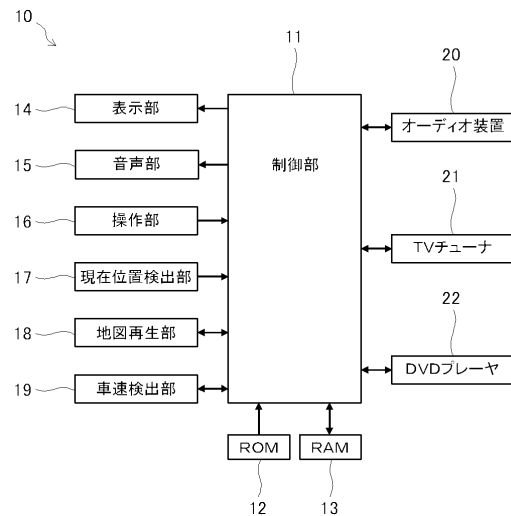 10
11
14 表示部
15 音声部
16 操作部
17 現在位置検出部
18 地図再生部
19 車速検出部
制御部
20
オーディオ装置
21
TVチューナ
22
DVDプレーヤ
ROM
RAM
12
13